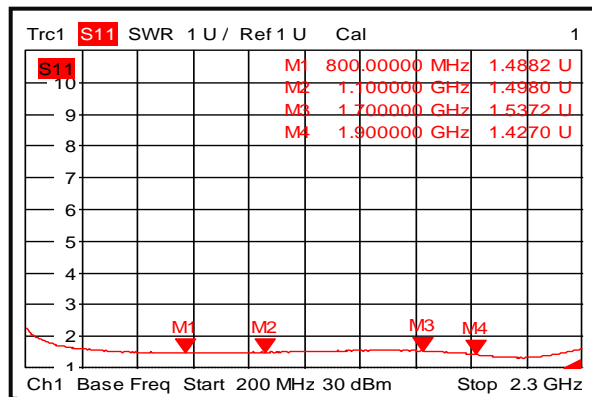 Trc1 S11 SWR 1 U / Ref 1 U Cal 1
S11
M1 800.00000 MHz 1.4882 U
M2 1.100000 GHz 1.4980 U
M3 1.700000 GHz 1.5372 U
M4 1.900000 GHz 1.4270 U
10
9
8
7
6
5
4
3
2
1
M1 M2 M3 M4
Ch1 Base Freq Start 200 MHz 30 dBm Stop 2.3 GHz